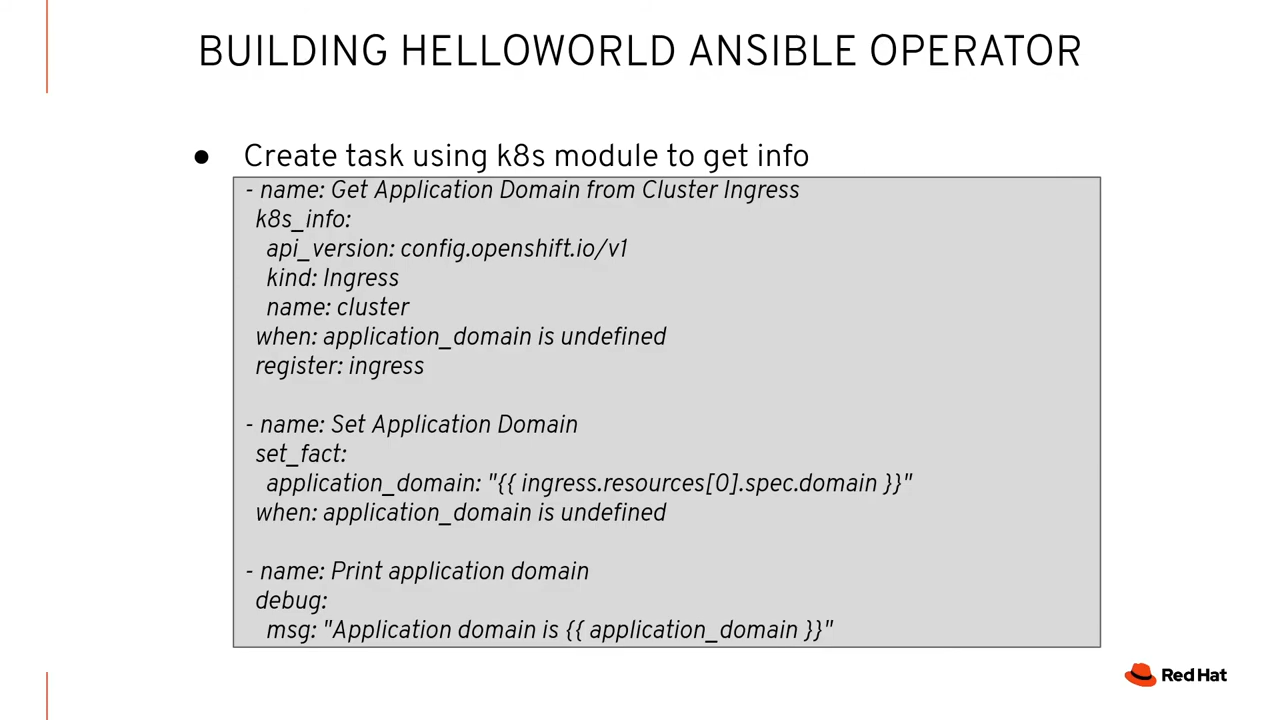 BUILDING HELLOWORLD ANSIBLE OPERATOR
● Create task using k8s module to get info
- name: Get Application Domain from Cluster Ingress
k8s_info:
api_version: config.openshift.io/v1
kind: Ingress
name: cluster
when: application_domain is undefined
register: ingress
- name: Set Application Domain
set_fact:
application_domain: "{{ ingress.resources[0].spec.domain }}"
when: application_domain is undefined
- name: Print application domain
debug:
msg: "Application domain is {{ application_domain }}"
Red Hat